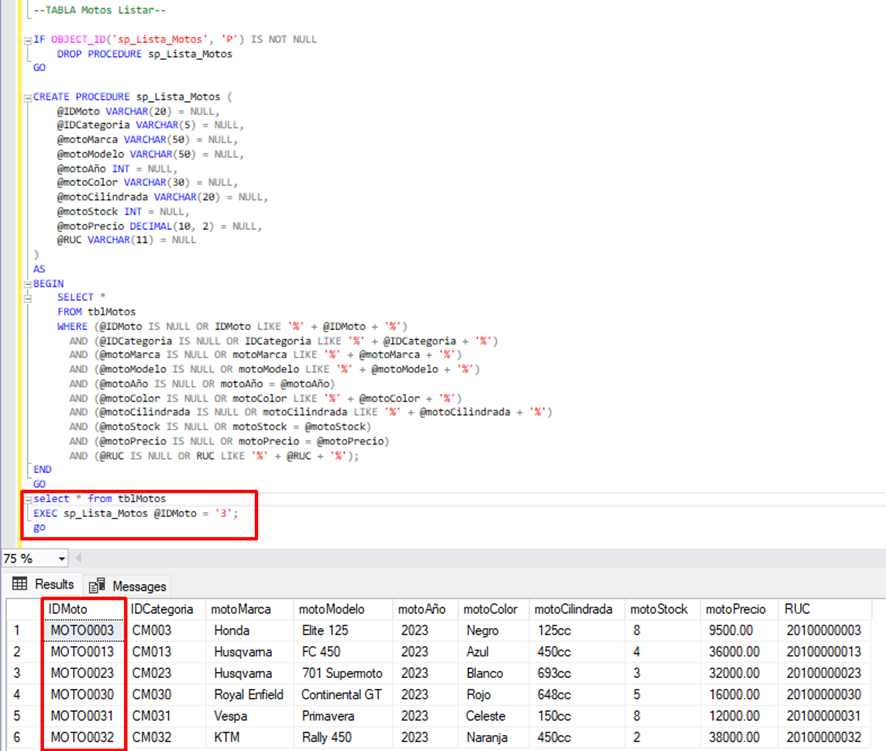 --TABLA Motos Listar--
IF OBJECT_ID('sp_Lista_Motos', 'P') IS NOT NULL
DROP PROCEDURE sp_Lista_Motos
GO
CREATE PROCEDURE sp_Lista_Motos (
@IDMoto VARCHAR(20) = NULL,
@IDCategoria VARCHAR(5) = NULL,
@motoMarca VARCHAR(50) = NULL,
@motoModelo VARCHAR(50) = NULL,
@motoAño INT = NULL,
@motoColor VARCHAR(30) = NULL,
@motoCilindrada VARCHAR(20) = NULL,
@motoStock INT = NULL,
@motoPrecio DECIMAL(10, 2) = NULL,
@RUC VARCHAR(11) = NULL
)
AS
BEGIN
SELECT *
FROM tblMotos
WHERE (@IDMoto IS NULL OR IDMoto LIKE '%' + @IDMoto + '%')
AND (@IDCategoria IS NULL OR IDCategoria LIKE '%' + @IDCategoria + '%')
AND (@motoMarca IS NULL OR motoMarca LIKE '%' + @motoMarca + '%')
AND (@motoModelo IS NULL OR motoModelo LIKE '%' + @motoModelo + '%')
AND (@motoAño IS NULL OR motoAño = @motoAño)
AND (@motoColor IS NULL OR motoColor LIKE '%' + @motoColor + '%')
AND (@motoCilindrada IS NULL OR motoCilindrada LIKE '%' + @motoCilindrada + '%')
AND (@motoStock IS NULL OR motoStock = @motoStock)
AND (@motoPrecio IS NULL OR motoPrecio = @motoPrecio)
AND (@RUC IS NULL OR RUC LIKE '%' + @RUC + '%');
END
GO
select * from tblMotos
EXEC sp_Lista_Motos @IDMoto = '3';
go
75 %
Results Messages
IDMoto IDCategoria motoMarca motoModelo motoAño motoColor motoCilindrada motoStock motoPrecio RUC
1 MOTO0003 CM003 Honda Elite 125 2023 Negro 125cc 8 9500.00 20100000003
2 MOTO0013 CM013 Husqvarna FC 450 2023 Azul 450cc 4 36000.00 20100000013
3 MOTO0023 CM023 Husqvarna 701 Supermoto 2023 Blanco 693cc 3 32000.00 20100000023
4 MOTO0030 CM030 Royal Enfield Continental GT 2023 Rojo 648cc 5 16000.00 20100000030
5 MOTO0031 CM031 Vespa Primavera 2023 Celeste 150cc 8 12000.00 20100000031
6 MOTO0032 CM032 KTM Rally 450 2023 Naranja 450cc 2 38000.00 20100000032